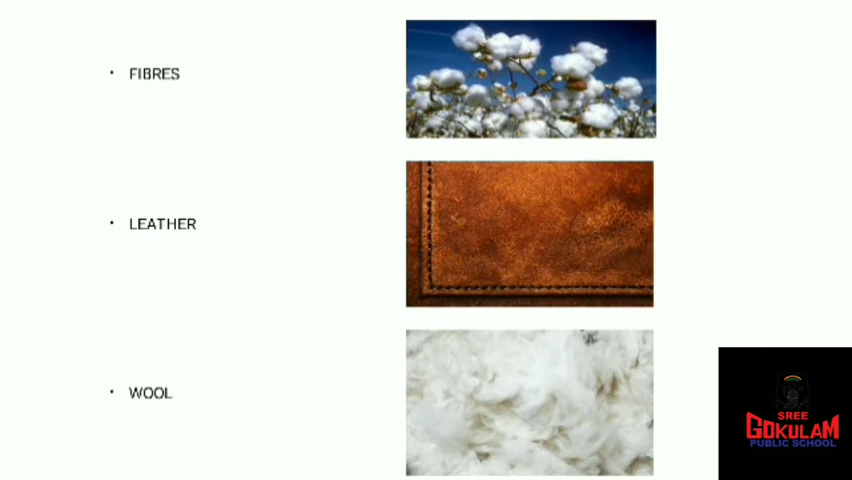 • FIBRES
• LEATHER
• WOOL
SREE
GOKULAM
PUBLIC SCHOOL